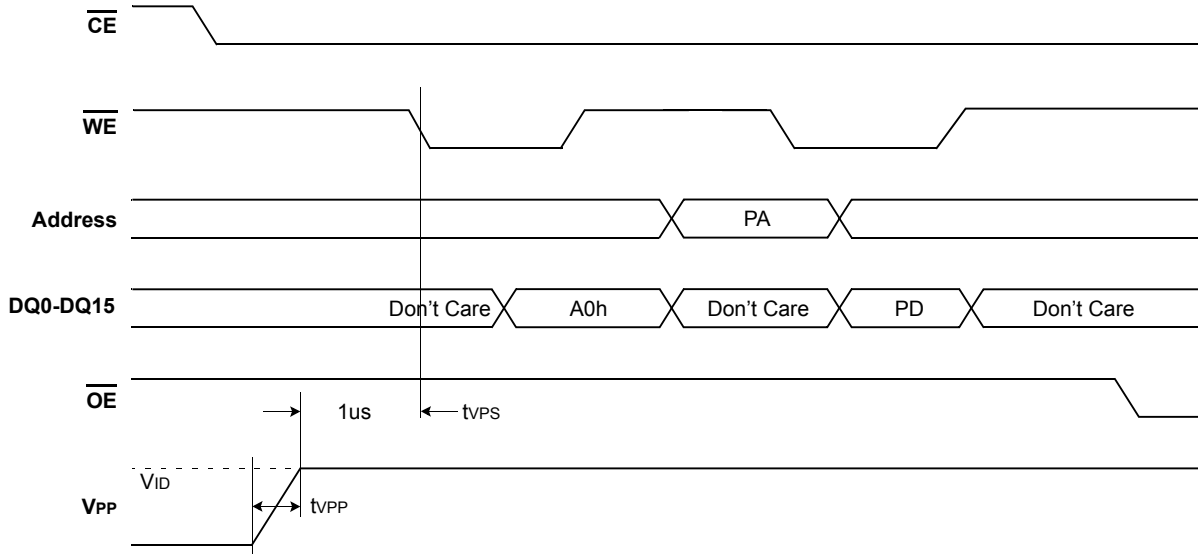 CE
WE
Address
PA
DQ0-DQ15
Don't Care
A0h
Don't Care
PD
Don't Care
OE
1us
tVPS
VID
VPP
tVPP